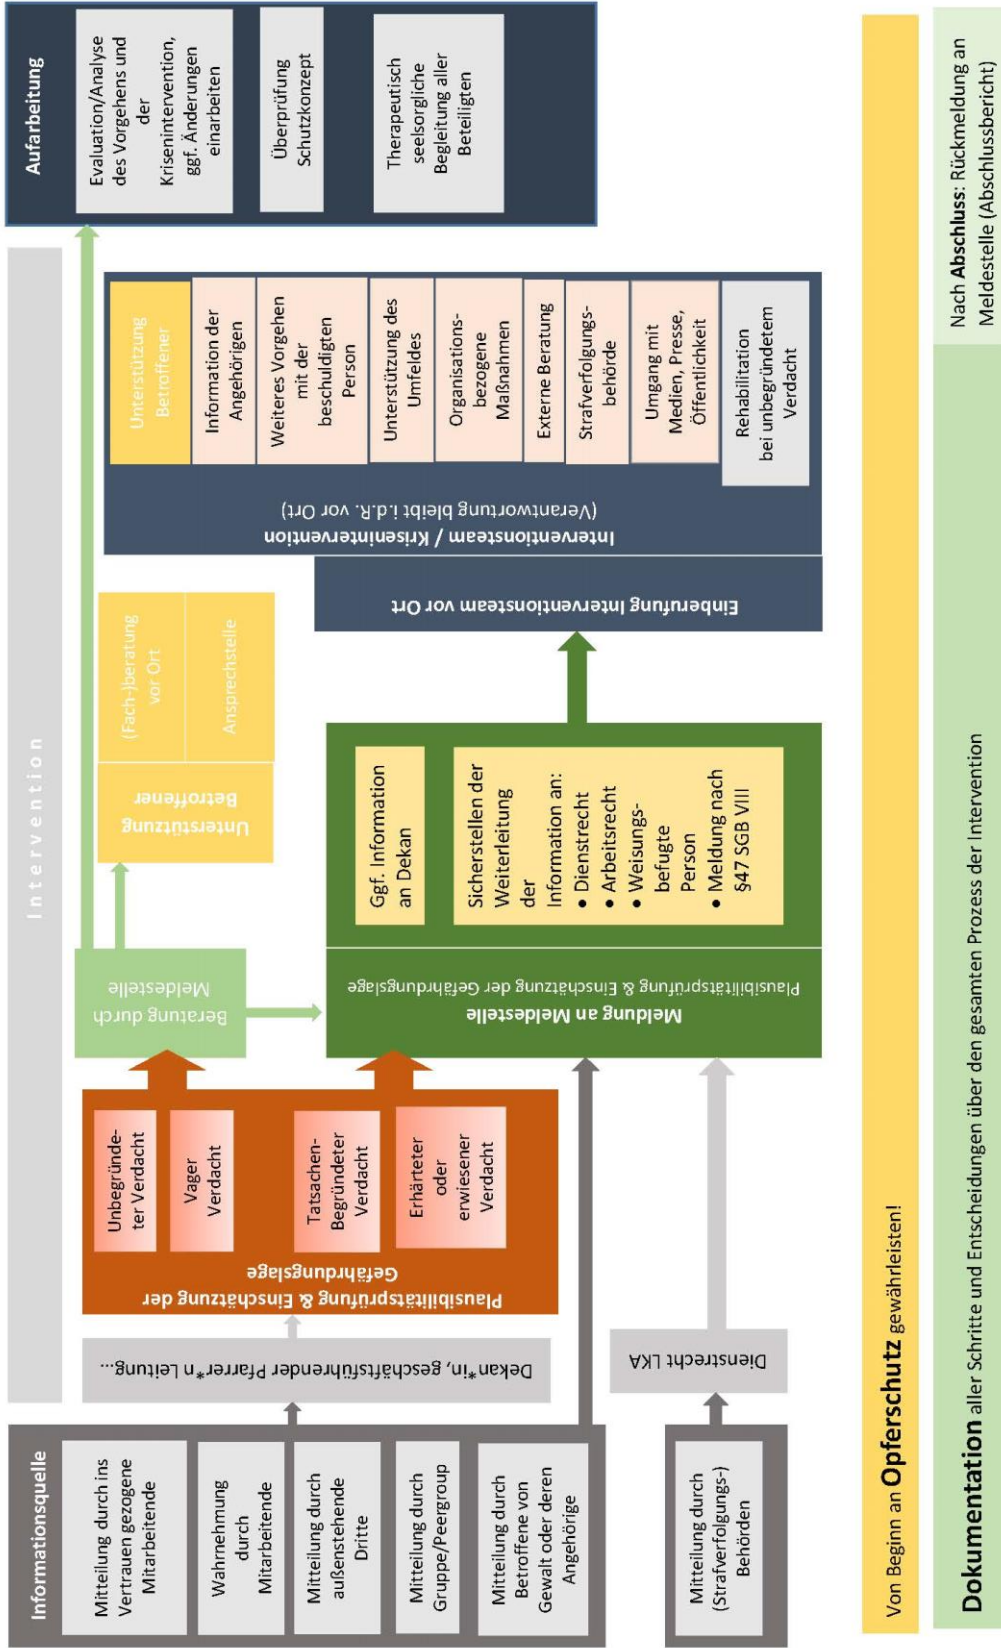 Informationsquelle
Mitteilung durch ins
Vertrauen gezogene
Mitarbeitende
Wahrnehmung
durch
Mitarbeitende
Mitteilung durch
außenstehende
Dritte
Mitteilung durch
Gruppe/Peergroup
Mitteilung durch
Betroffene von
Gewalt oder deren
Angehörige
Mitteilung durch
(Strafverfolgungs-)
Behörden
Intervention
Dekan*in, geschäftsführender Pfarrer*n Leitung...
Dienstrecht LKA
Plausibilitätsprüfung & Einschätzung der
Gefährdungslage
Unbegründe-
ter Verdacht
Vager
Verdacht
Tatsachen-
Begründeter
Verdacht
Erhärteter
oder
erwiesener
Verdacht
Beratung durch
Meldestelle
Meldung an Meldestelle
Plausibilitätsprüfung & Einschätzung der Gefährdungslage
Ggf. Information
an Dekan
Sicherstellen der
Weiterleitung
der
Information an:
• Dienstrecht
• Arbeitsrecht
• Weisungs-
befugte
Person
• Meldung nach
§47 SGB VIII
Unterstützung
Betroffener
(Fach-)beratung
vor Ort
Ansprechstelle
Einberufung Interventionsteam vor Ort
Interventionsteam / Krisenintervention
(Verantwortung bleibt i.d.R. vor Ort)
Unterstützung
Betroffener
Information der
Angehörigen
Weiteres Vorgehen
mit der
beschuldigten
Person
Unterstützung des
Umfeldes
Organisations-
bezogene
Maßnahmen
Externe Beratung
Strafverfolgungs-
behörde
Umgang mit
Medien, Presse,
Öffentlichkeit
Rehabilitation
bei unbegründetem
Verdacht
Aufarbeitung
Evaluation/Analyse
des Vorgehens und
der
Krisenintervention,
ggf. Änderungen
einarbeiten
Überprüfung
Schutzkonzept
Therapeutisch
seelsorgliche
Begleitung aller
Beteiligten
Von Beginn an Opferschutz gewährleisten!
Dokumentation aller Schritte und Entscheidungen über den gesamten Prozess der Intervention
Nach Abschluss: Rückmeldung an
Meldestelle (Abschlussbericht)